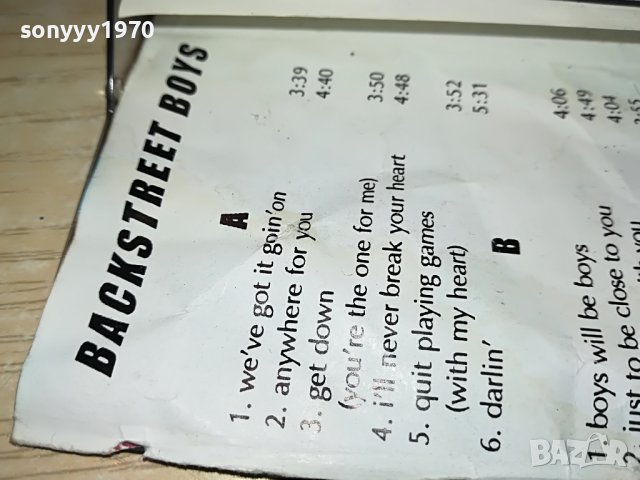 sonyyy1970
BACKSTREET BOYS
A
1. we've got it goin'on 3:39
2. anywhere for you 4:40
3. get down
(you're the one for me) 3:50
4. i'll never break your heart 4:48
5. quit playing games
(with my heart) 3:52
6. darlin' 5:31
B
1. boys will be boys 4:06
2. just to be close to you 4:49
4:04
BAZAR.BG